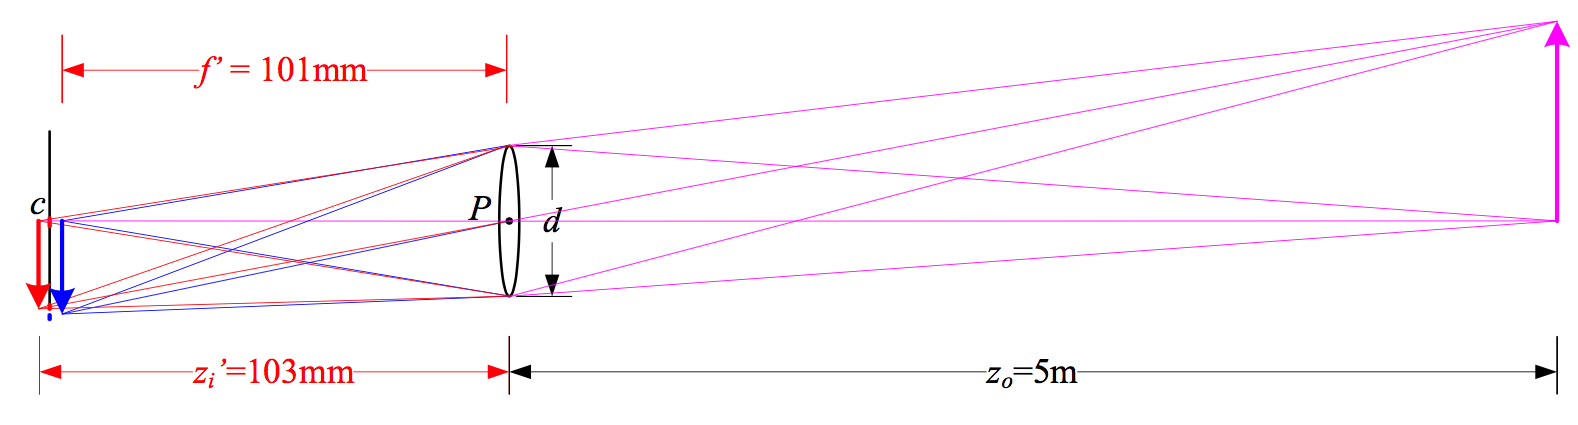 f’ = 101mm
c
P
d
zi’=103mm
zo=5m